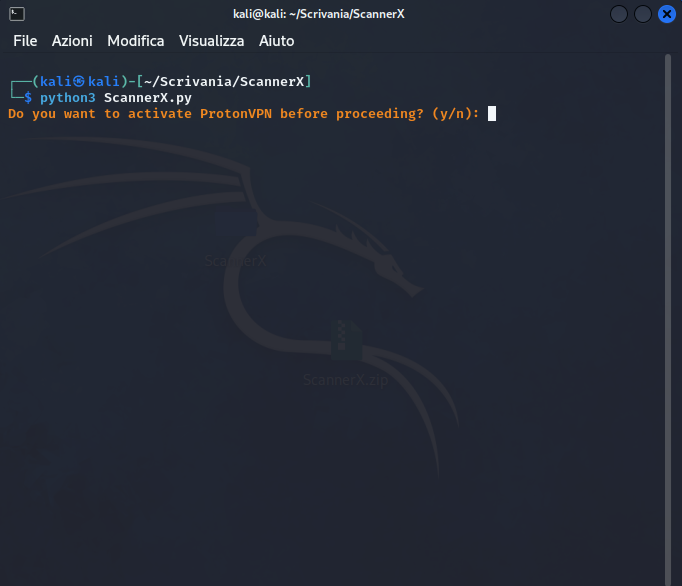 kali@kali: ~/Scrivania/ScannerX
File Azioni Modifica Visualizza Aiuto
┌──(kali㉿kali)-[~/Scrivania/ScannerX]
└─$ python3 ScannerX.py
Do you want to activate ProtonVPN before proceeding? (y/n):
ScannerX
ScannerX.zip